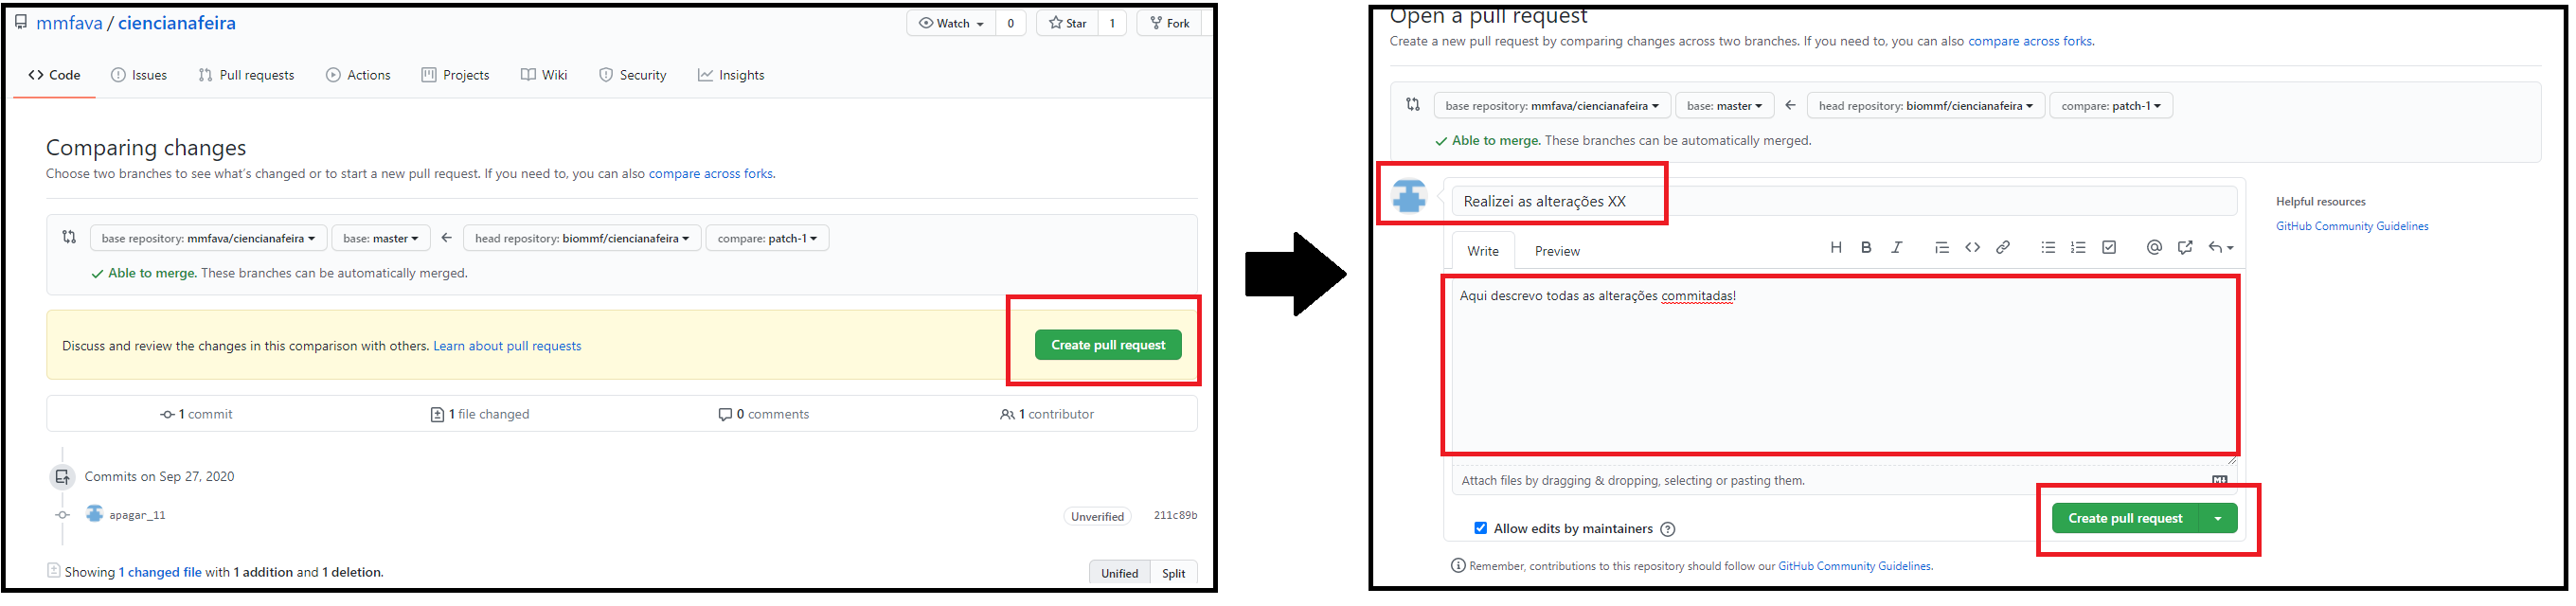 mmfava / ciencianafeira
Watch 0 Star 1 Fork
Code Issues Pull requests Actions Projects Wiki Security Insights
Comparing changes
Choose two branches to see what's changed or to start a new pull request. If you need to, you can also compare across forks.
base repository: mmfava/ciencianafeira base: master head repository: biommf/ciencianafeira compare: patch-1
Able to merge. These branches can be automatically merged.
Discuss and review the changes in this comparison with others. Learn about pull requests
Create pull request
1 commit 1 file changed 0 comments 1 contributor
Commits on Sep 27, 2020
apagar_11 Unverified 211c89b
Showing 1 changed file with 1 addition and 1 deletion.
Unified Split
Open a pull request
Create a new pull request by comparing changes across two branches. If you need to, you can also compare across forks.
base repository: mmfava/ciencianafeira base: master head repository: biommf/ciencianafeira compare: patch-1
Able to merge. These branches can be automatically merged.
Realizei as alterações XX
Write Preview
Aqui descrevo todas as alterações commitadas!
Attach files by dragging & dropping, selecting or pasting them.
Allow edits by maintainers
Create pull request
Remember, contributions to this repository should follow our GitHub Community Guidelines.
Helpful resources
GitHub Community Guidelines